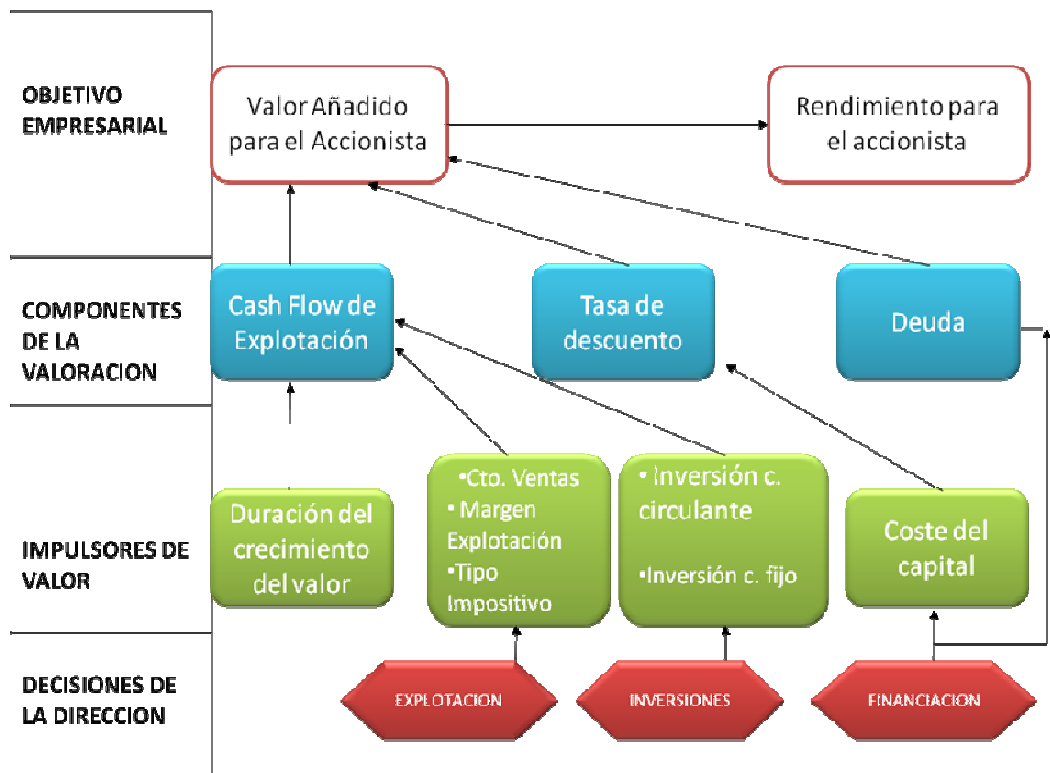 OBJETIVO
EMPRESARIAL
Valor Añadido
para el Accionista
Rendimiento para
el accionista
COMPONENTES
DE LA
VALORACION
Cash Flow de
Explotación
Tasa de
descuento
Deuda
IMPULSORES DE
VALOR
Duración del
crecimiento
del valor
•Cto. Ventas
• Margen
Explotación
•Tipo
Impositivo
• Inversión c.
circulante
•Inversión c. fijo
Coste del
capital
DECISIONES DE
LA DIRECCION
EXPLOTACION
INVERSIONES
FINANCIACION